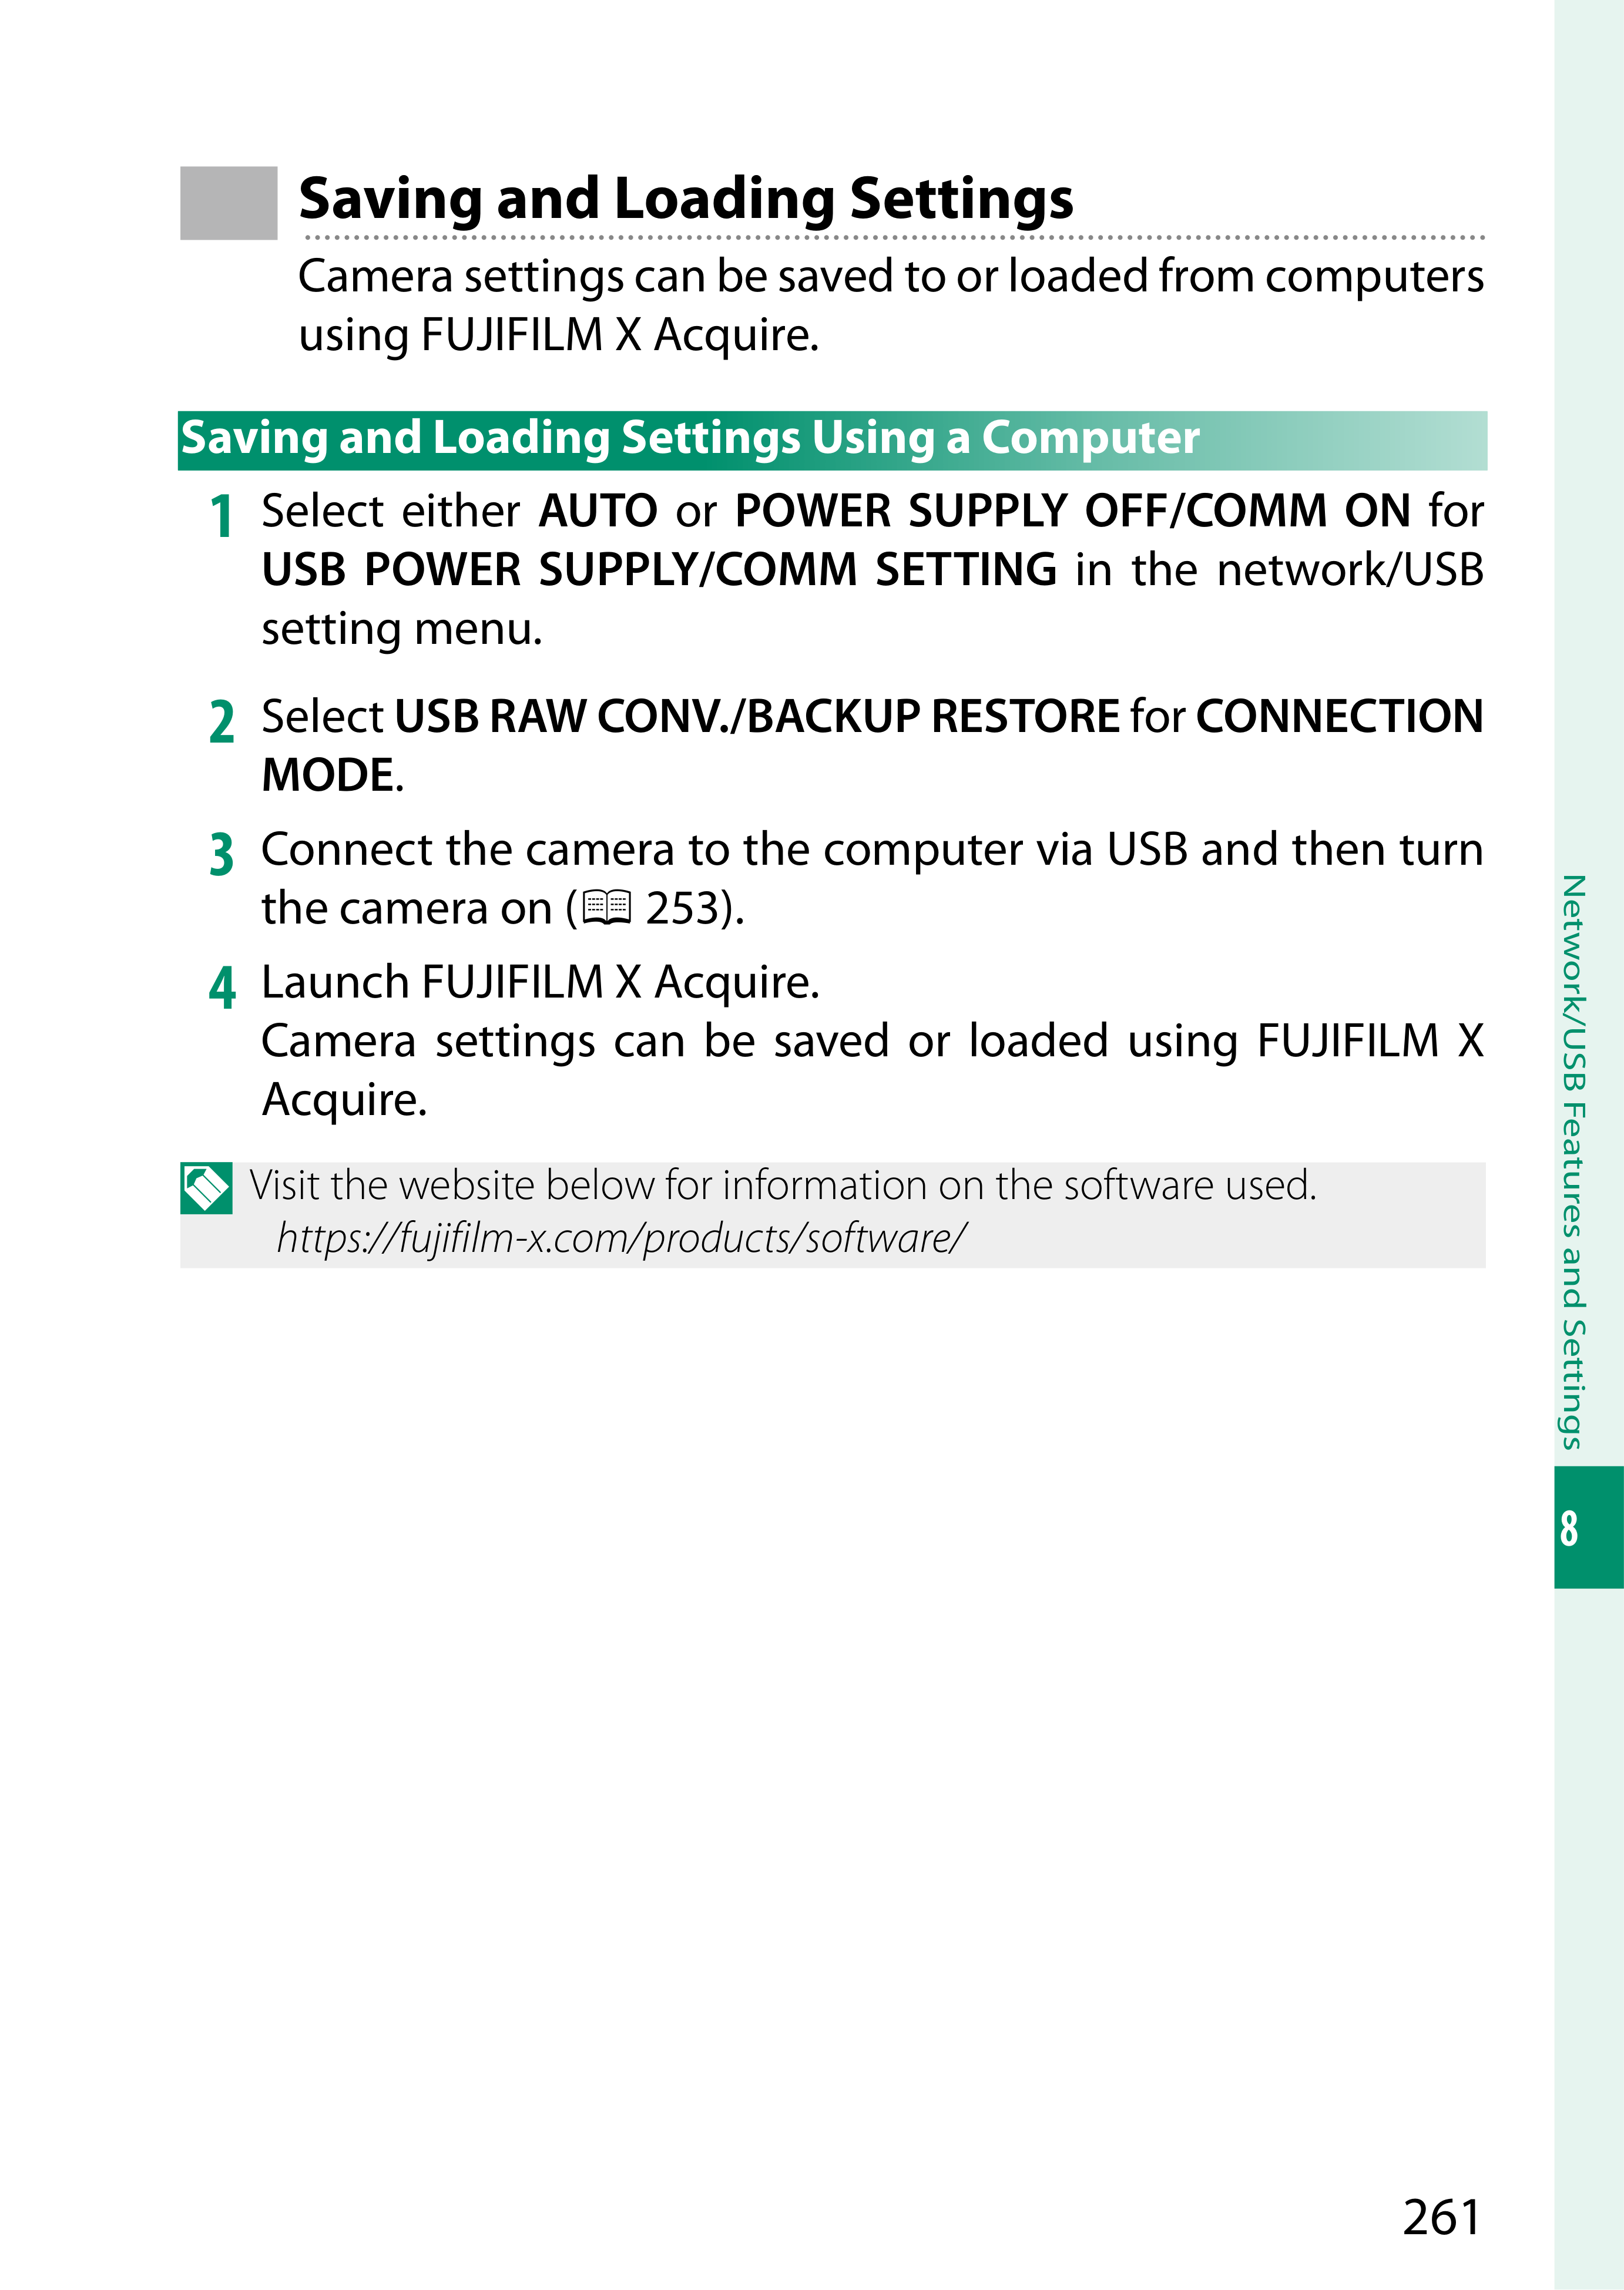 Saving and Loading Settings
Camera settings can be saved to or loaded from computers
using FUJIFILM X Acquire.
Saving and Loading Settings Using a Computer
1 Select either AUTO or POWER SUPPLY OFF/COMM ON for
USB POWER SUPPLY/COMM SETTING in the network/USB
setting menu.
2 Select USB RAW CONV./BACKUP RESTORE for CONNECTION
MODE.
3 Connect the camera to the computer via USB and then turn
the camera on (253).
4 Launch FUJIFILM X Acquire.
Camera settings can be saved or loaded using FUJIFILM X
Acquire.
Visit the website below for information on the software used.
https://fujifilm-x.com/products/software/
Network/USB Features and Settings
8
261